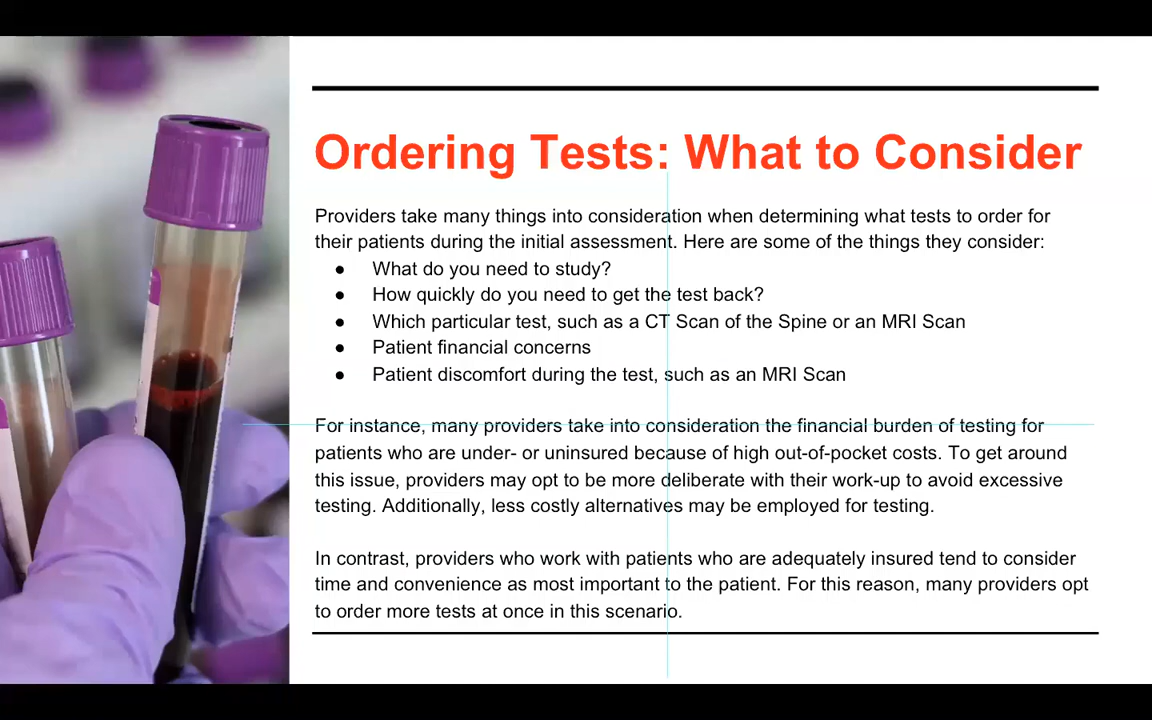 Ordering Tests: What to Consider
Providers take many things into consideration when determining what tests to order for
their patients during the initial assessment. Here are some of the things they consider:
● What do you need to study?
● How quickly do you need to get the test back?
● Which particular test, such as a CT Scan of the Spine or an MRI Scan
● Patient financial concerns
● Patient discomfort during the test, such as an MRI Scan
For instance, many providers take into consideration the financial burden of testing for
patients who are under- or uninsured because of high out-of-pocket costs. To get around
this issue, providers may opt to be more deliberate with their work-up to avoid excessive
testing. Additionally, less costly alternatives may be employed for testing.
In contrast, providers who work with patients who are adequately insured tend to consider
time and convenience as most important to the patient. For this reason, many providers opt
to order more tests at once in this scenario.